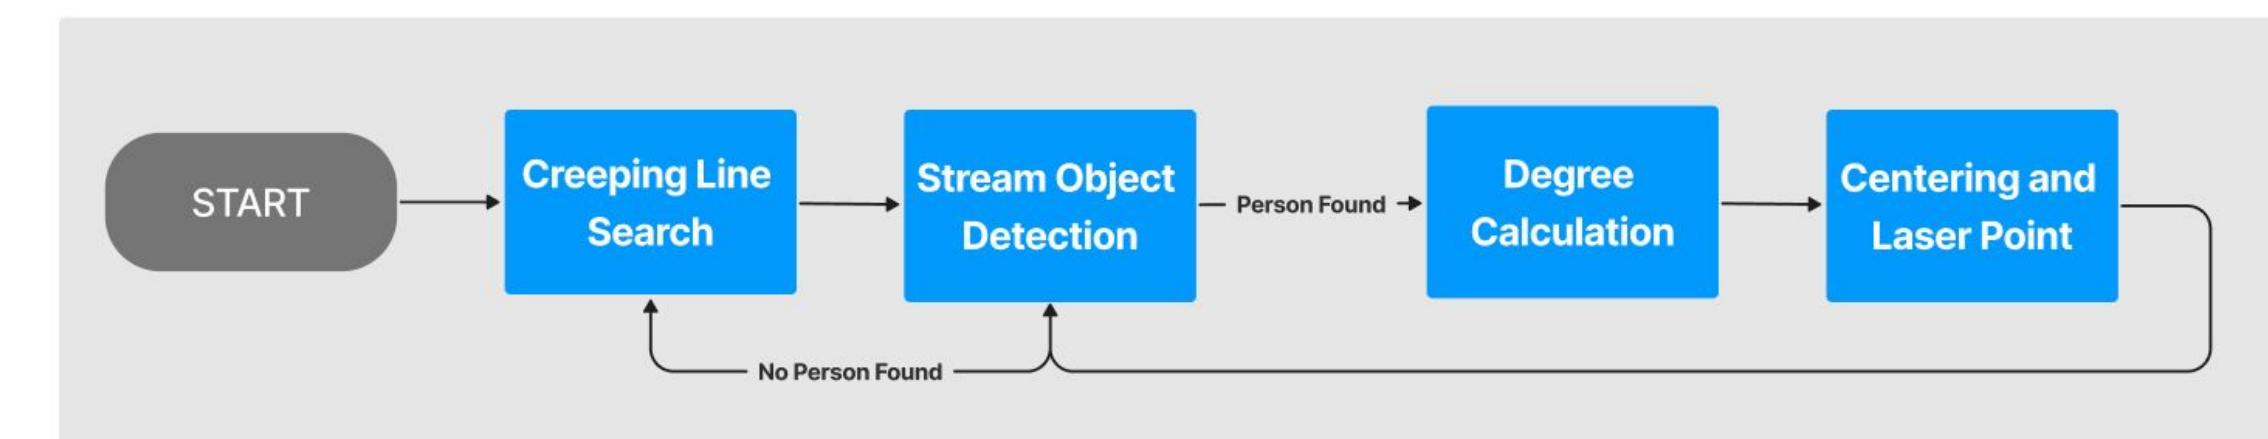 START
Creeping Line
Search
Stream Object
Detection
Person Found
Degree
Calculation
Centering and
Laser Point
No Person Found